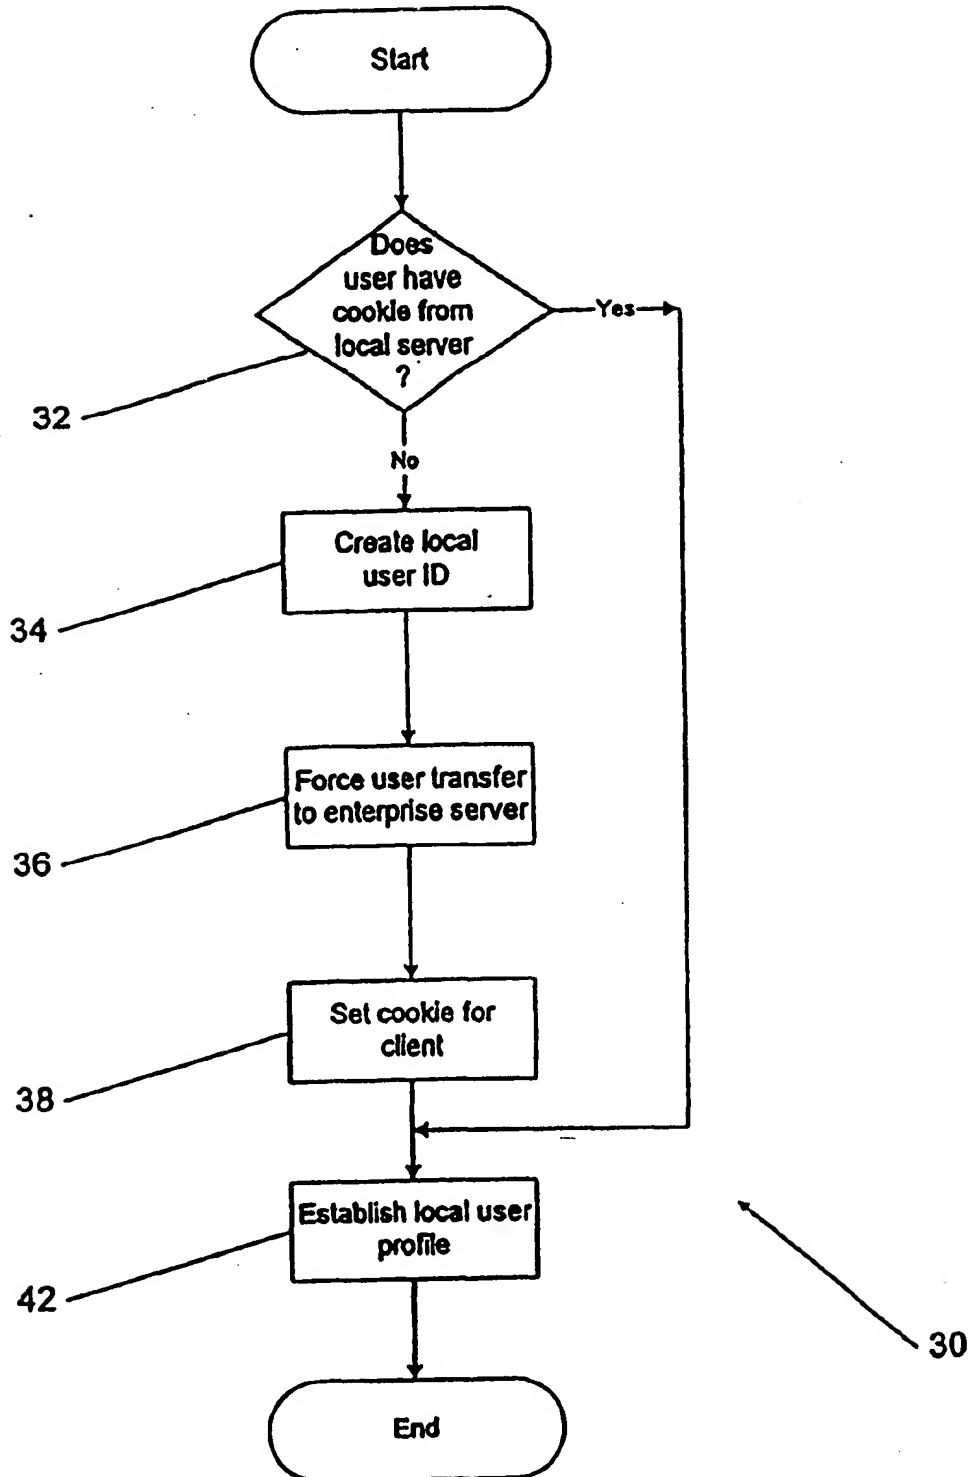 Start
Does
user have
cookie from
local server
?
Yes
32
No
Create local
user ID
34
Force user transfer
to enterprise server
36
Set cookie for
client
38
Establish local user
profile
42
30
End